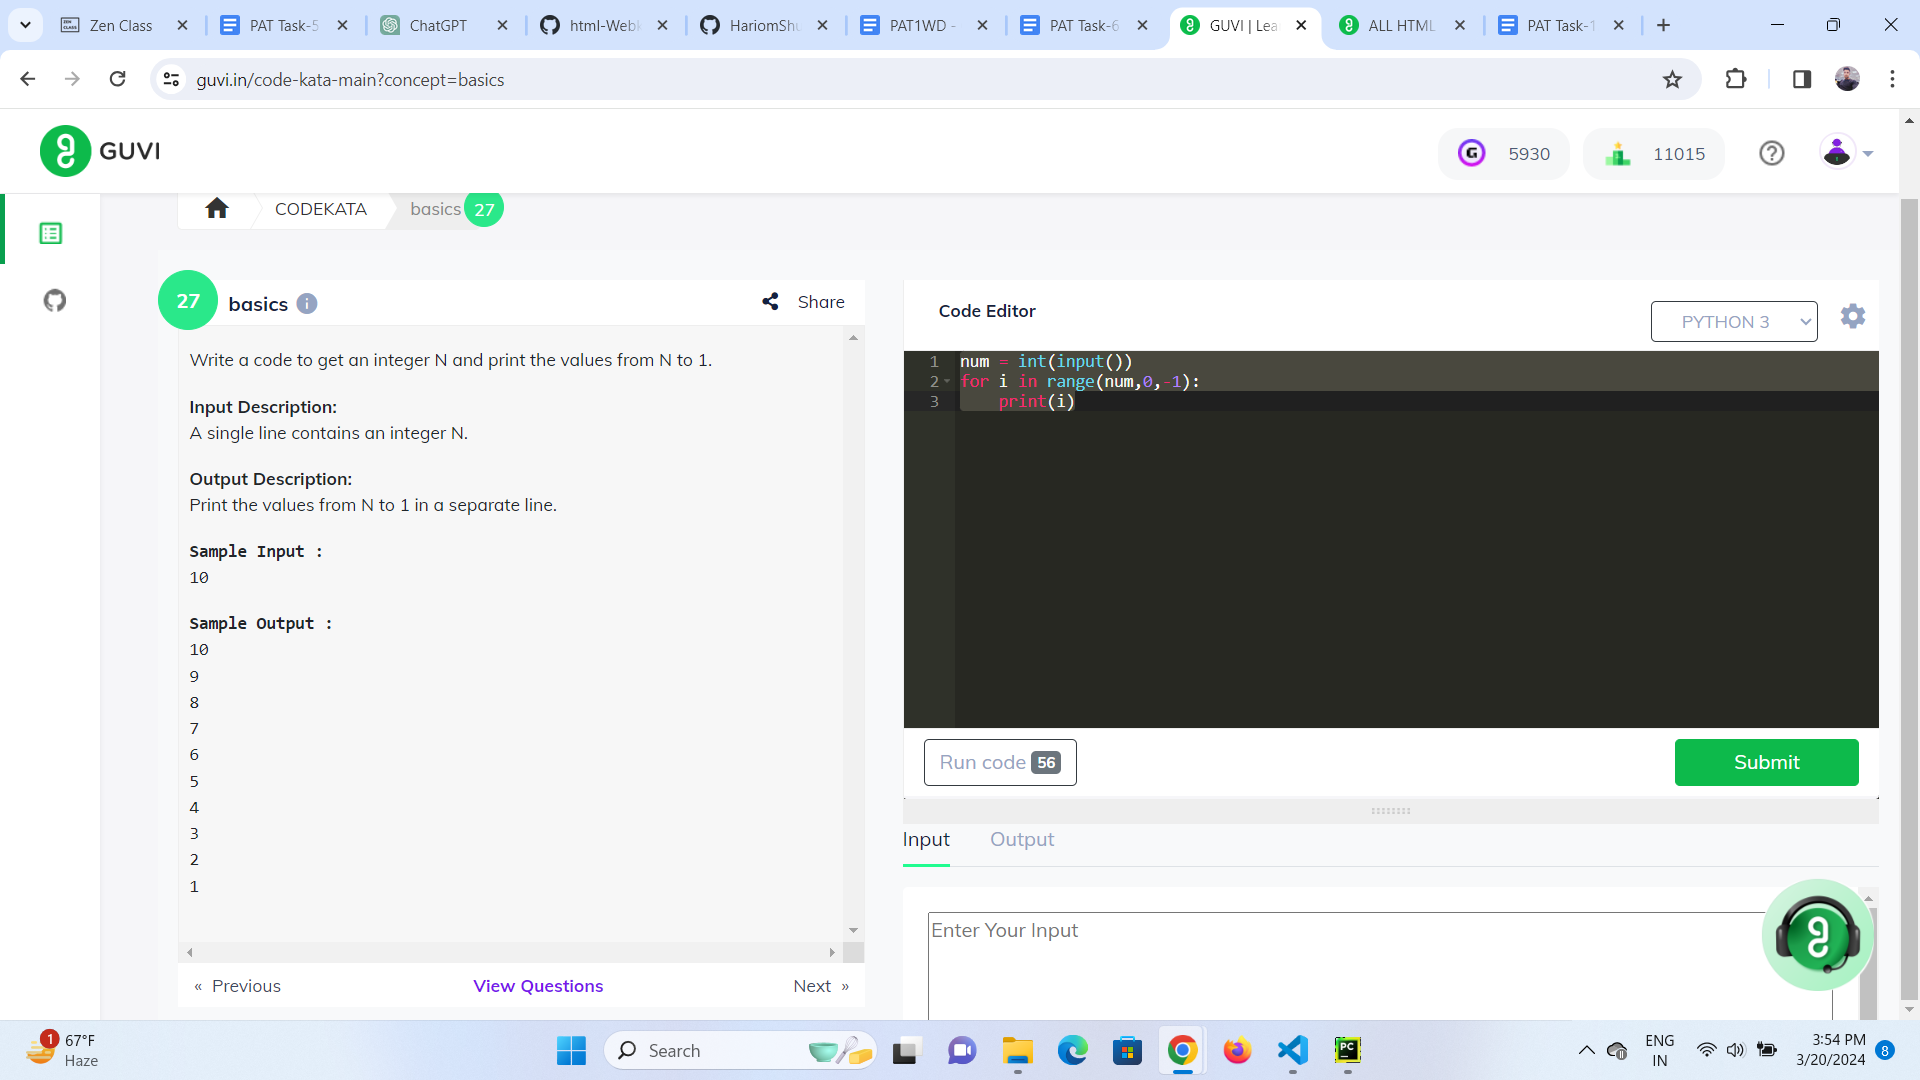 Zen Class
PAT Task-5
ChatGPT
html-Webk
HariomShu
PAT1WD -
PAT Task-6
GUVI | Lea
ALL HTML
PAT Task-1
guvi.in/code-kata-main?concept=basics
GUVI
G 5930
11015
CODEKATA
basics 27
27 basics
Share
Write a code to get an integer N and print the values from N to 1.
Input Description:
A single line contains an integer N.
Output Description:
Print the values from N to 1 in a separate line.
Sample Input :
10
Sample Output :
10
9
8
7
6
5
4
3
2
1
« Previous
View Questions
Next »
Code Editor
PYTHON 3
1 num = int(input())
2 for i in range(num,0,-1):
3 print(i)
Run code 56
Submit
Input
Output
Enter Your Input
1
67°F
Haze
Search
PC
ENG
IN
3:54 PM
3/20/2024
8